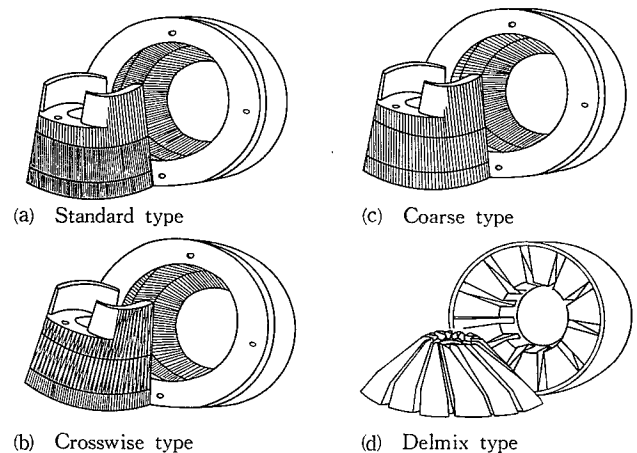 (a) Standard type
(c) Coarse type
(b) Crosswise type
(d) Delmix type